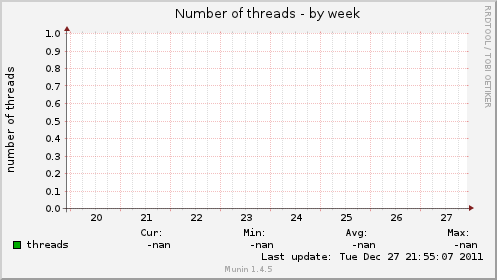 Number of threads - by week
RRDTOOL / TOBI OETIKER
number of threads
1.0
0.9
0.8
0.7
0.6
0.5
0.4
0.3
0.2
0.1
0.0
20 21 22 23 24 25 26 27
Cur: Min: Avg: Max:
threads -nan -nan -nan -nan
Last update: Tue Dec 27 21:55:07 2011
Munin 1.4.5